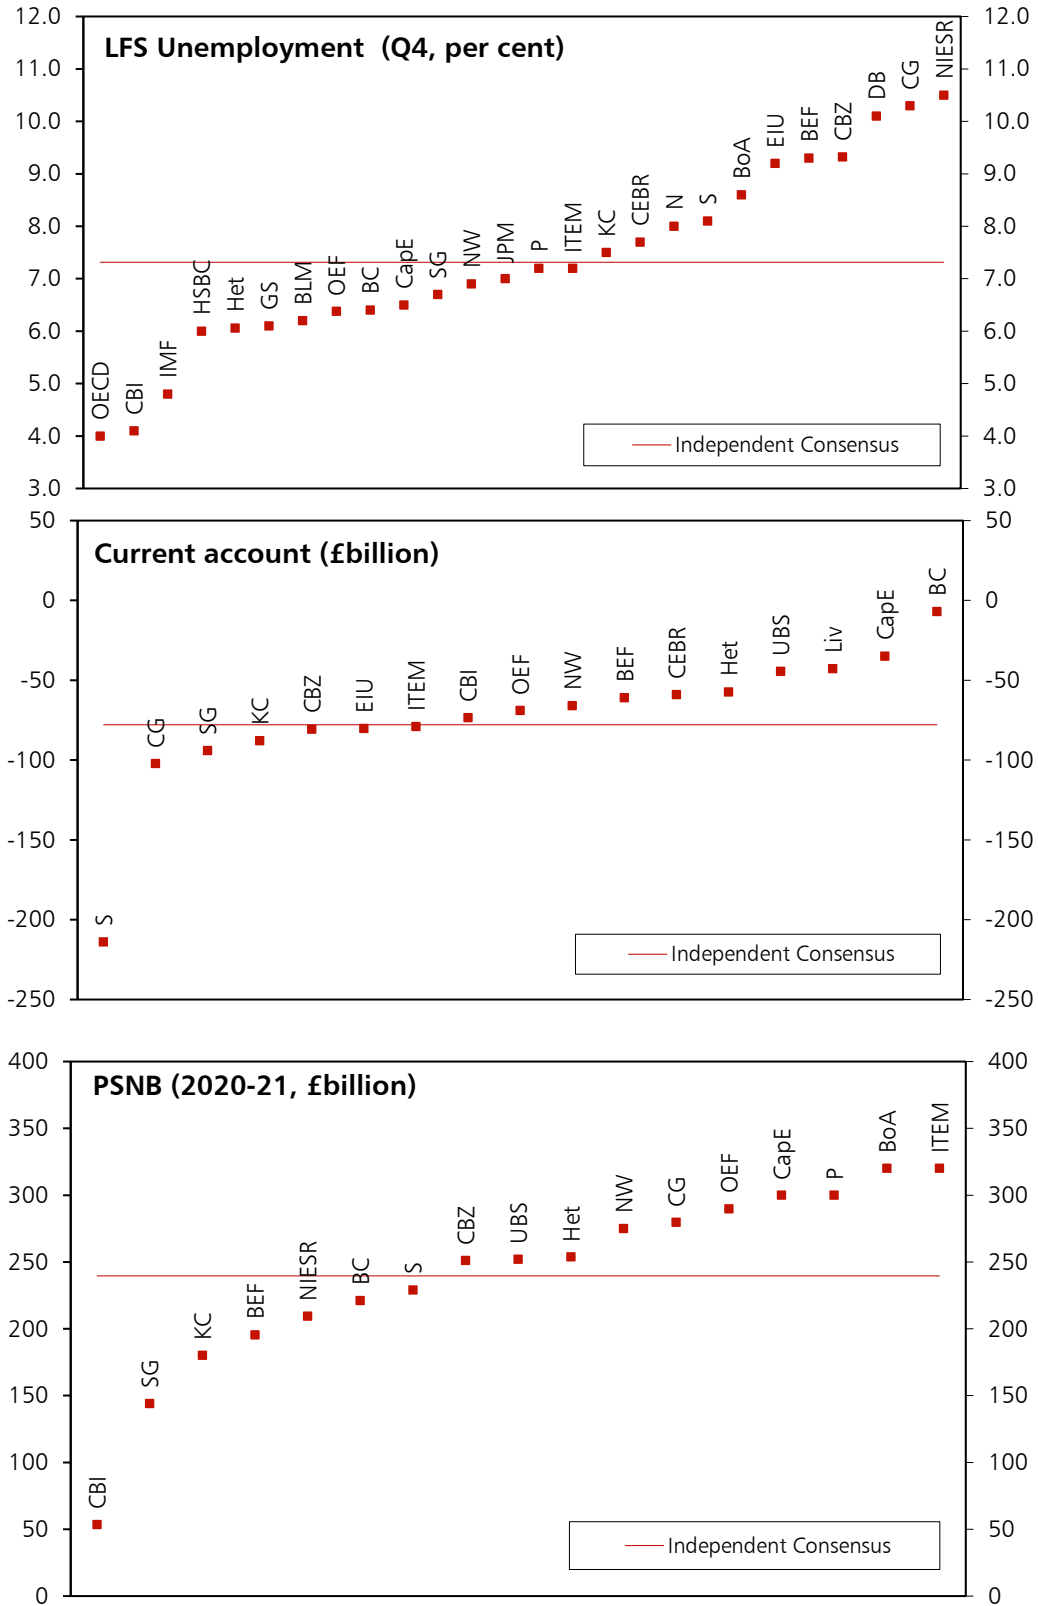 LFS Unemployment (Q4, per cent)
12.0 12.0
11.0 11.0
10.0 10.0
9.0 9.0
8.0 8.0
7.0 7.0
6.0 6.0
5.0 5.0
4.0 4.0
3.0 3.0
OECD CBI IMF HSBC Het GS BLM OEF BC CapE SG NW JPM P ITEM KC CEBR N S BoA EIU BEF CBZ DB CG NIESR
Independent Consensus
Current account (£billion)
50 50
0 0
-50 -50
-100 -100
-150 -150
-200 -200
-250 -250
S CG SG KC CBZ EIU ITEM CBI OEF NW BEF CEBR Het UBS Liv CapE BC
Independent Consensus
PSNB (2020-21, £billion)
400 400
350 350
300 300
250 250
200 200
150 150
100 100
50 50
0 0
CBI SG KC BEF NIESR BC S CBZ UBS Het NW CG OEF CapE P BoA ITEM
Independent Consensus